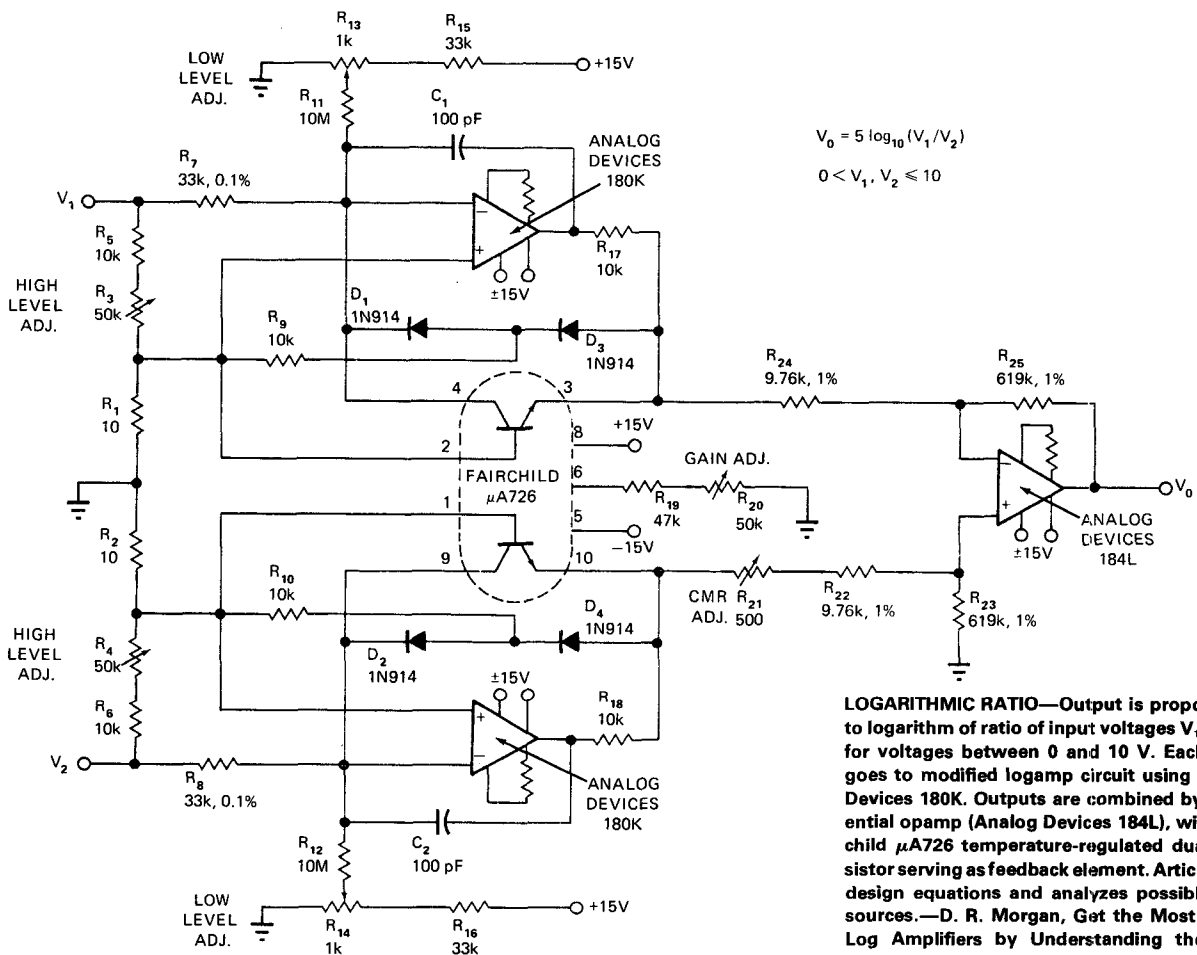 R13
1k
R15
33k
LOW
LEVEL
ADJ.
+15V
R11
10M
C1
100 pF
ANALOG
DEVICES
180K
V0 = 5 log10 (V1/V2)
0 < V1, V2 ≤ 10
R7
33k, 0.1%
V1
−
+
R5
10k
R17
10k
±15V
HIGH
LEVEL
ADJ.
R3
50k
D1
1N914
R9
10k
D3
1N914
R24
9.76k, 1%
R25
619k, 1%
4
3
R1
10
+15V
2
8
FAIRCHILD
μA726
6
GAIN ADJ.
−
+
V0
1
R19
47k
R20
50k
5
−15V
ANALOG
DEVICES
184L
±15V
R2
10
9
10
R10
10k
D4
1N914
CMR
ADJ.
R21
500
R22
9.76k, 1%
R23
619k, 1%
HIGH
LEVEL
ADJ.
R4
50k
D2
1N914
±15V
R18
10k
R6
10k
+
−
V2
R8
33k, 0.1%
ANALOG
DEVICES
180K
R12
10M
C2
100 pF
LOW
LEVEL
ADJ.
R14
1k
R16
33k
+15V
LOGARITHMIC RATIO—Output is propo
to logarithm of ratio of input voltages V1
for voltages between 0 and 10 V. Each
goes to modified logamp circuit using
Devices 180K. Outputs are combined by
ential opamp (Analog Devices 184L), wi
child μA726 temperature-regulated dua
sistor serving as feedback element. Artic
design equations and analyzes possibl
sources.—D. R. Morgan, Get the Most
Log Amplifiers by Understanding the